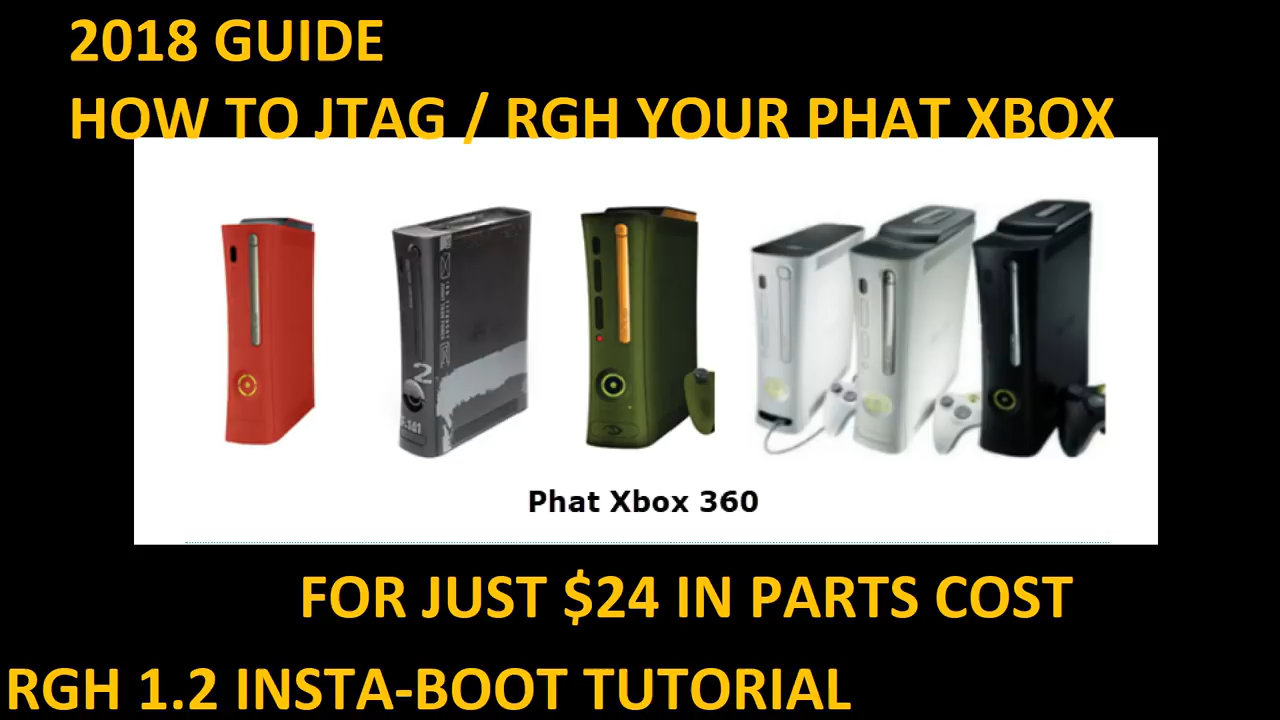 2018 GUIDE
HOW TO JTAG / RGH YOUR PHAT XBOX
2
Phat Xbox 360
FOR JUST $24 IN PARTS COST
RGH 1.2 INSTA-BOOT TUTORIAL